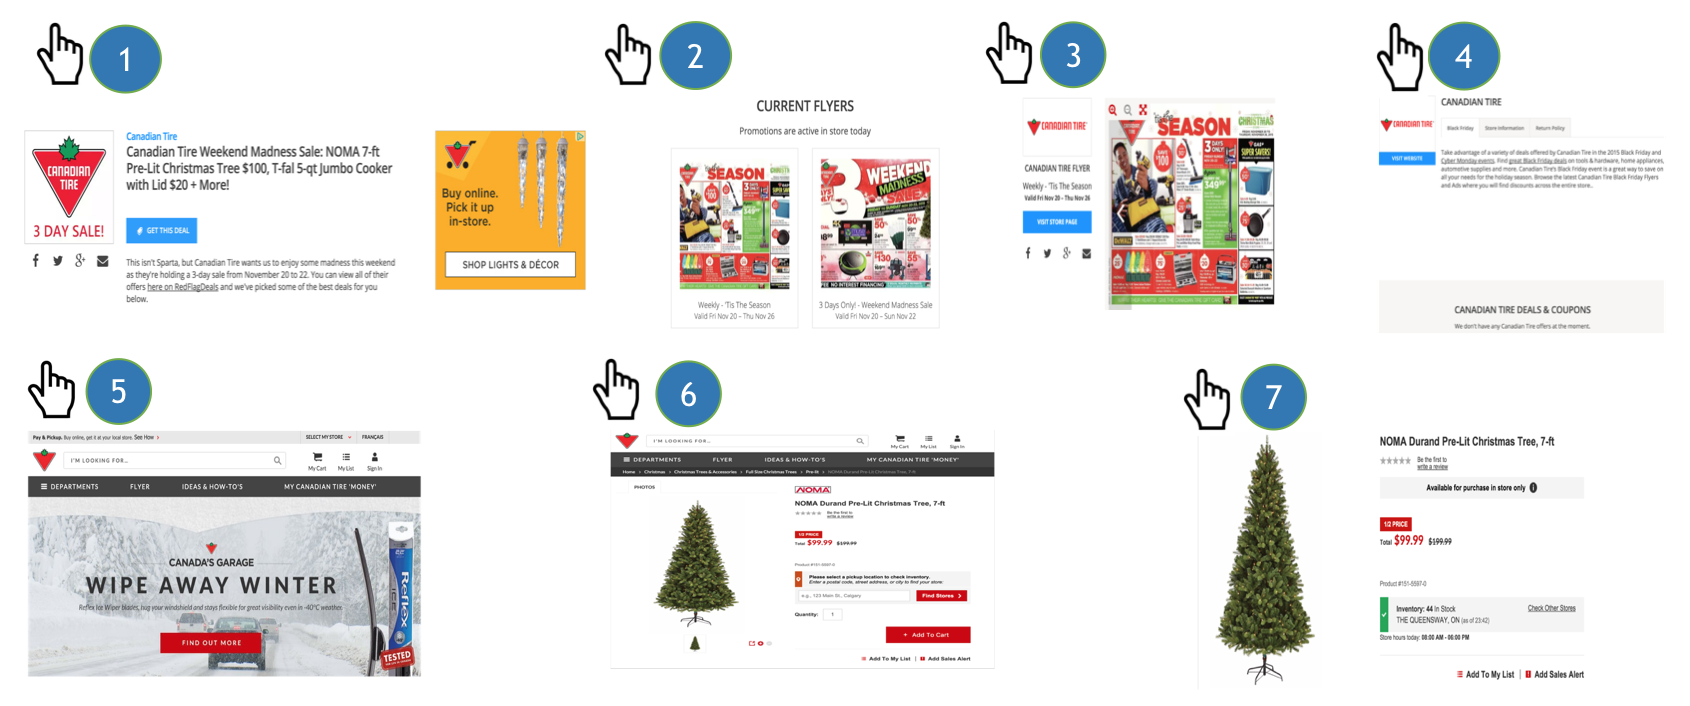 1
CANADIAN
TIRE
3 DAY SALE!
Canadian Tire
Canadian Tire Weekend Madness Sale: NOMA 7-ft
Pre-Lit Christmas Tree $100, T-fal 5-qt Jumbo Cooker
with Lid $20 + More!
GET THIS DEAL
This isn't Sparta, but Canadian Tire wants us to enjoy some madness this weekend
as they're holding a 3-day sale from November 20 to 22. You can view all of their
offers here on RedFlagDeals and we've picked some of the best deals for you
below.
Buy online.
Pick it up
in-store.
SHOP LIGHTS & DÉCOR
2
CURRENT FLYERS
Promotions are active in store today
SEASON
Weekly - 'Tis The Season
Valid Fri Nov 20 – Thu Nov 26
3 WEEKEND
MADNESS
NO INTEREST FINANCING
3 Days Only! - Weekend Madness Sale
Valid Fri Nov 20 – Sun Nov 22
3
CANADIAN TIRE
CANADIAN TIRE FLYER
Weekly - 'Tis The Season
Valid Fri Nov 20 - Thu Nov 26
VISIT STORE PAGE
SEASON
CHRISTMAS
SUPER SAVERS!
4
CANADIAN TIRE
CANADIAN TIRE
VISIT WEBSITE
Black Friday Store Information Return Policy
Take advantage of a variety of deals offered by Canadian Tire in the 2015 Black Friday and
Cyber Monday events. Find great Black Friday deals on tools & hardware, home appliances,
automotive supplies and more. Canadian Tire's Black Friday event is a great way to save on
all your needs for the holiday season. Browse the latest Canadian Tire Black Friday Flyers
and Ads where you will find discounts across the entire store..
CANADIAN TIRE DEALS & COUPONS
We don't have any Canadian Tire offers at the moment.
5
Pay & Pickup. Buy online, get it at your local store. See How
SELECT MY STORE FRANÇAIS
I'M LOOKING FOR...
My Cart My List Sign In
DEPARTMENTS FLYER IDEAS & HOW-TO'S MY CANADIAN TIRE 'MONEY'
CANADA'S GARAGE
WIPE AWAY WINTER
Reflex Ice Wiper blades, hug your windshield and stays flexible for great visibility even in -40°C weather.
FIND OUT MORE
Reflex
ICE
TESTED
6
I'M LOOKING FOR...
My Cart My List Sign In
DEPARTMENTS FLYER IDEAS & HOW-TO'S MY CANADIAN TIRE 'MONEY'
Home > Christmas > Christmas Trees & Accessories > Full Size Christmas Trees > Pre-lit > NOMA Durand Pre-Lit Christmas Tree, 7-ft
PHOTOS
NOMA
NOMA Durand Pre-Lit Christmas Tree, 7-ft
Be the first to
write a review
1/2 PRICE
Total $99.99 $199.99
Product #151-5597-0
Please select a pickup location to check inventory.
Enter a postal code, street address, or city to find your store:
e.g., 123 Main St., Calgary
Find Stores
Quantity: 1
+ Add To Cart
Add To My List | Add Sales Alert
7
NOMA Durand Pre-Lit Christmas Tree, 7-ft
Be the first to
write a review
Available for purchase in store only
1/2 PRICE
Total $99.99 $199.99
Product #151-5597-0
Inventory: 44 In Stock
Check Other Stores
THE QUEENSWAY, ON (as of 23:42)
Store hours today: 08:00 AM - 06:00 PM
Add To My List | Add Sales Alert